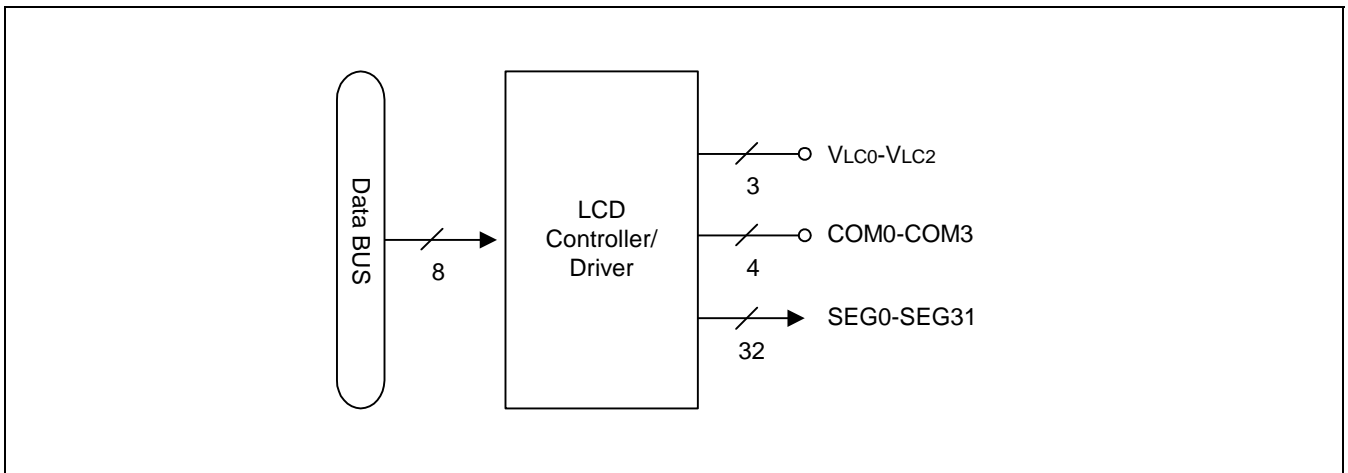 Data BUS
8
LCD
Controller/
Driver
VLC0-VLC2
3
COM0-COM3
4
SEG0-SEG31
32